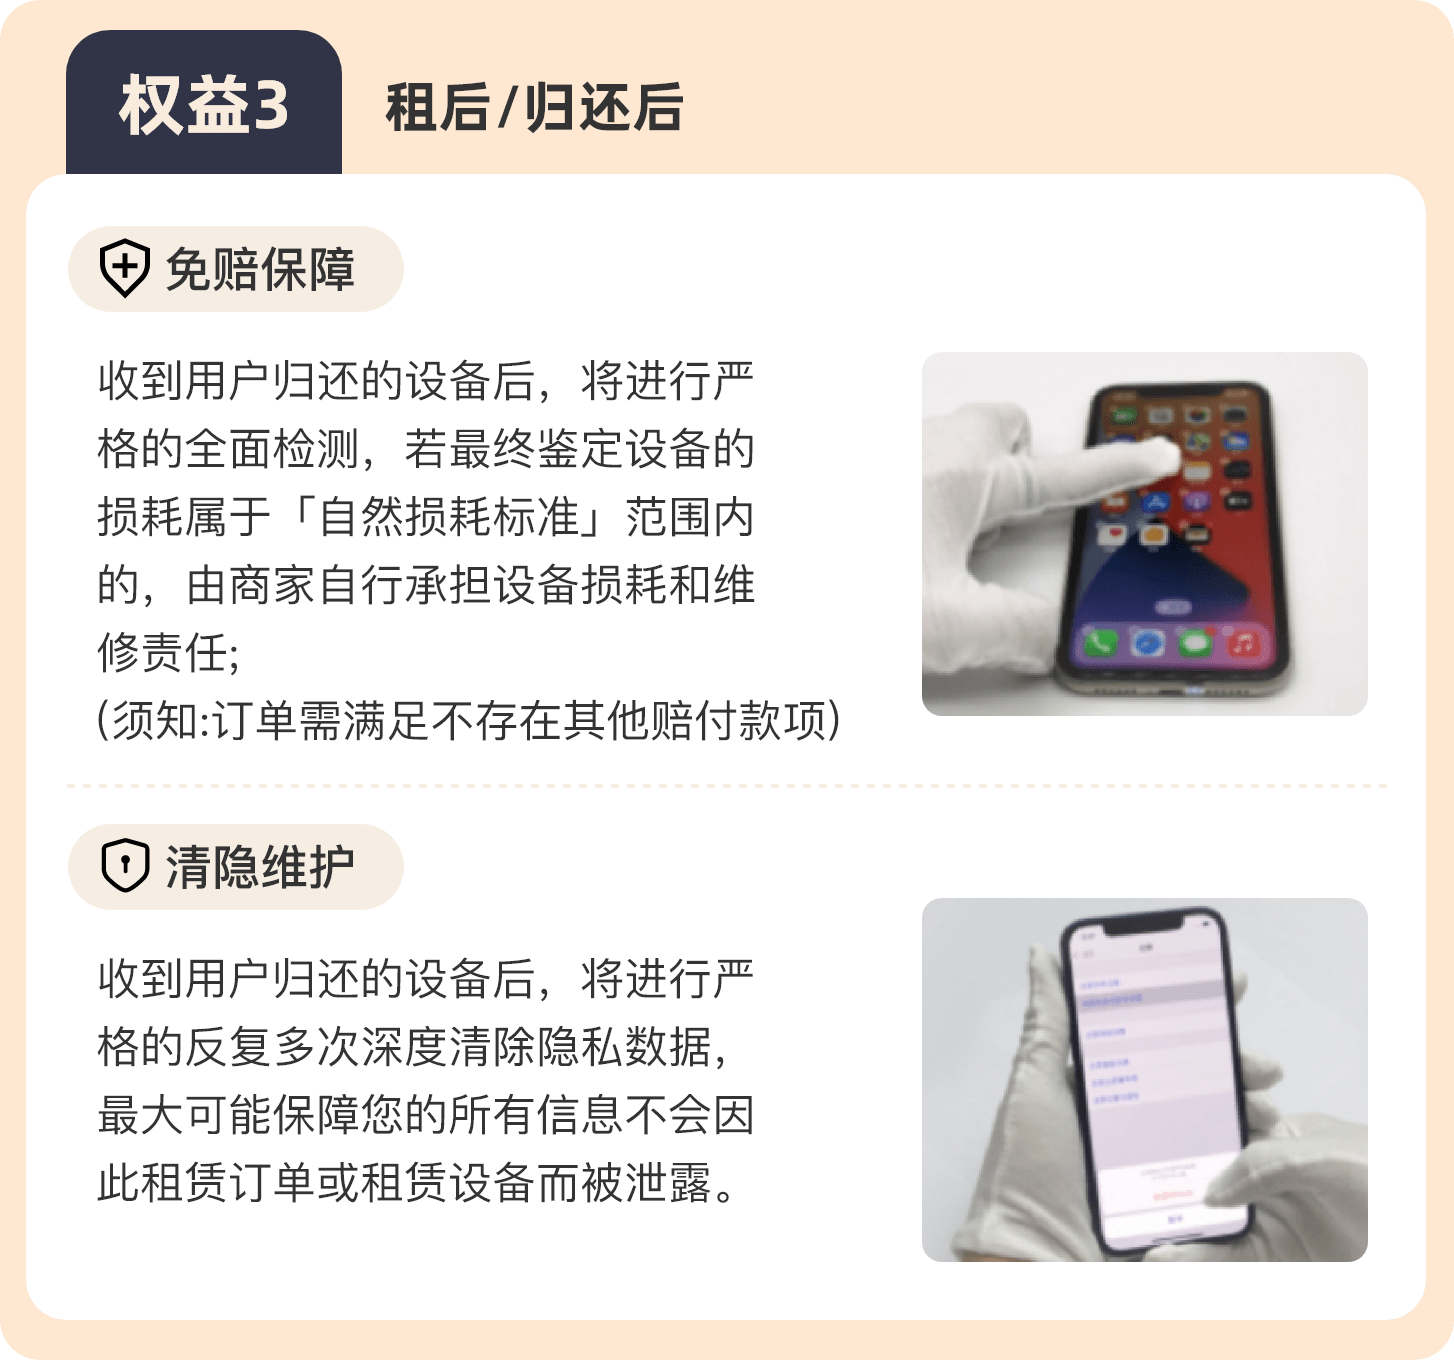 权益3
租后/归还后
免赔保障
收到用户归还的设备后，将进行严
格的全面检测，若最终鉴定设备的
损耗属于「自然损耗标准」范围内
的，由商家自行承担设备损耗和维
修责任;
(须知:订单需满足不存在其他赔付款项)
清隐维护
收到用户归还的设备后，将进行严
格的反复多次深度清除隐私数据，
最大可能保障您的所有信息不会因
此租赁订单或租赁设备而被泄露。